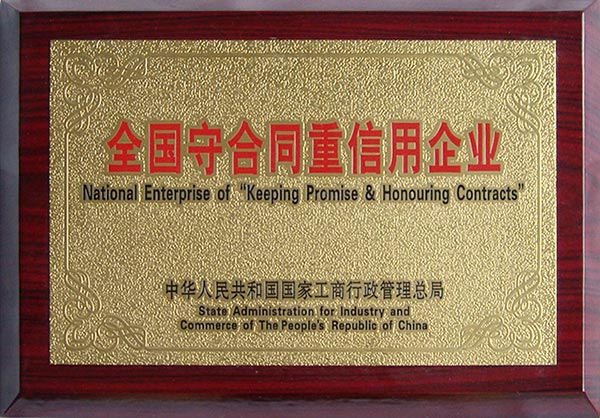 全国守合同重信用企业
National Enterprise of "Keeping Promise & Honouring Contracts"
中华人民共和国国家工商行政管理总局
State Administration for Industry and
Commerce of The People's Republic of China